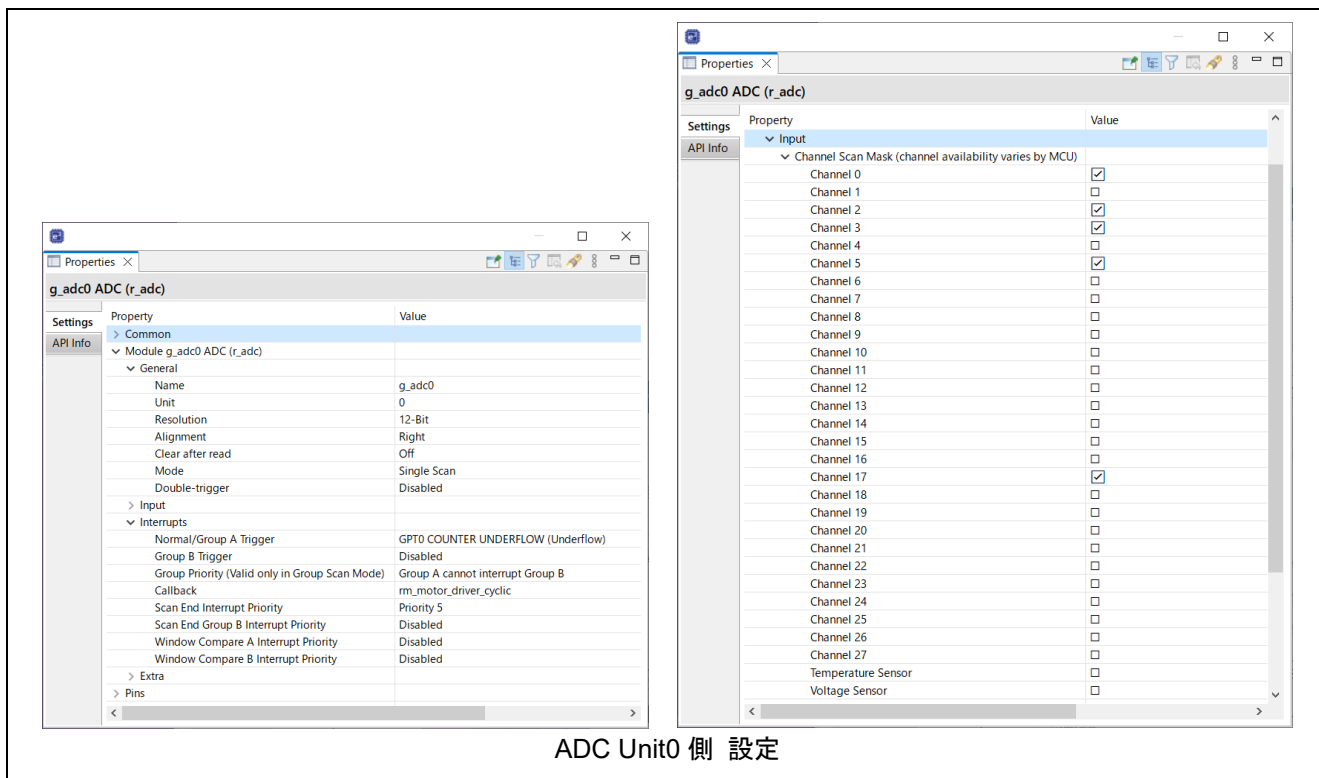 Properties
g_adc0 ADC (r_adc)
Settings
API Info
Property Value
Common
Module g_adc0 ADC (r_adc)
General
Name g_adc0
Unit 0
Resolution 12-Bit
Alignment Right
Clear after read Off
Mode Single Scan
Double-trigger Disabled
Input
Interrupts
Normal/Group A Trigger GPT0 COUNTER UNDERFLOW (Underflow)
Group B Trigger Disabled
Group Priority (Valid only in Group Scan Mode) Group A cannot interrupt Group B
Callback rm_motor_driver_cyclic
Scan End Interrupt Priority Priority 5
Scan End Group B Interrupt Priority Disabled
Window Compare A Interrupt Priority Disabled
Window Compare B Interrupt Priority Disabled
Extra
Pins
Properties
g_adc0 ADC (r_adc)
Settings
API Info
Property Value
Input
Channel Scan Mask (channel availability varies by MCU)
Channel 0
Channel 1
Channel 2
Channel 3
Channel 4
Channel 5
Channel 6
Channel 7
Channel 8
Channel 9
Channel 10
Channel 11
Channel 12
Channel 13
Channel 14
Channel 15
Channel 16
Channel 17
Channel 18
Channel 19
Channel 20
Channel 21
Channel 22
Channel 23
Channel 24
Channel 25
Channel 26
Channel 27
Temperature Sensor
Voltage Sensor
ADC Unit0 側 設定